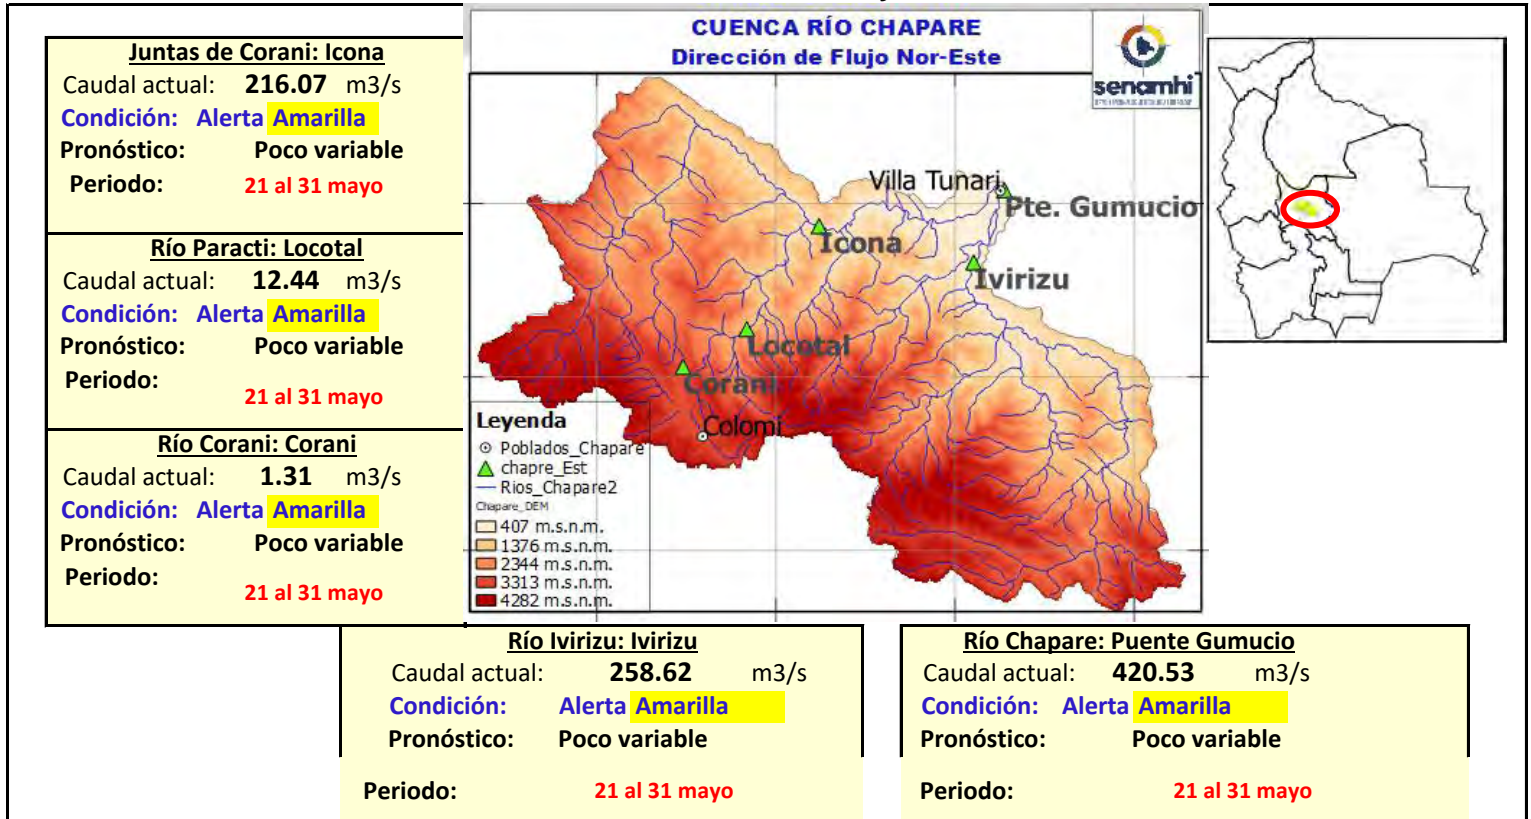 CUENCA RÍO CHAPARE
Dirección de Flujo Nor-Este
senamhi
Juntas de Corani: Icona
Caudal actual: 216.07 m3/s
Condición: Alerta Amarilla
Pronóstico: Poco variable
Periodo: 21 al 31 mayo
Río Paracti: Locotal
Caudal actual: 12.44 m3/s
Condición: Alerta Amarilla
Pronóstico: Poco variable
Periodo: 21 al 31 mayo
Río Corani: Corani
Caudal actual: 1.31 m3/s
Condición: Alerta Amarilla
Pronóstico: Poco variable
Periodo: 21 al 31 mayo
Villa Tunari
Pte. Gumucio
Icona
Ivirizu
Locotal
Corani
Colomi
Leyenda
Poblados_Chapare
chapre_Est
Rios_Chapare2
Chapare_DEM
407 m.s.n.m.
1376 m.s.n.m.
2344 m.s.n.m.
3313 m.s.n.m.
4282 m.s.n.m.
Río Ivirizu: Ivirizu
Caudal actual: 258.62 m3/s
Condición: Alerta Amarilla
Pronóstico: Poco variable
Periodo: 21 al 31 mayo
Río Chapare: Puente Gumucio
Caudal actual: 420.53 m3/s
Condición: Alerta Amarilla
Pronóstico: Poco variable
Periodo: 21 al 31 mayo